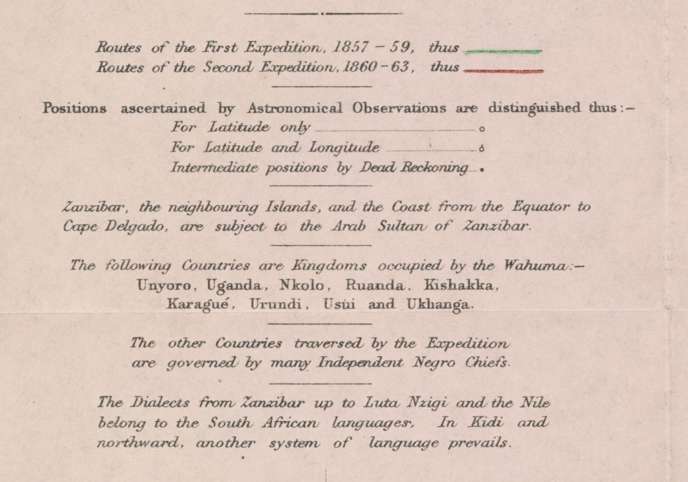 Routes of the First Expedition, 1857 – 59, thus
Routes of the Second Expedition, 1860 – 63, thus
Positions ascertained by Astronomical Observations are distinguished thus:–
For Latitude only
For Latitude and Longitude
Intermediate positions by Dead Reckoning
Zanzibar, the neighbouring Islands, and the Coast from the Equator to
Cape Delgado, are subject to the Arab Sultan of Zanzibar.
The following Countries are Kingdoms occupied by the Wahuma:–
Unyoro, Uganda, Nkolo, Ruanda, Kishakka,
Karagué, Urundi, Usui and Ukhanga.
The other Countries traversed by the Expedition
are governed by many Independent Negro Chiefs.
The Dialects from Zanzibar up to Luta Nzigi and the Nile
belong to the South African languages. In Kidi and
northward, another system of language prevails.